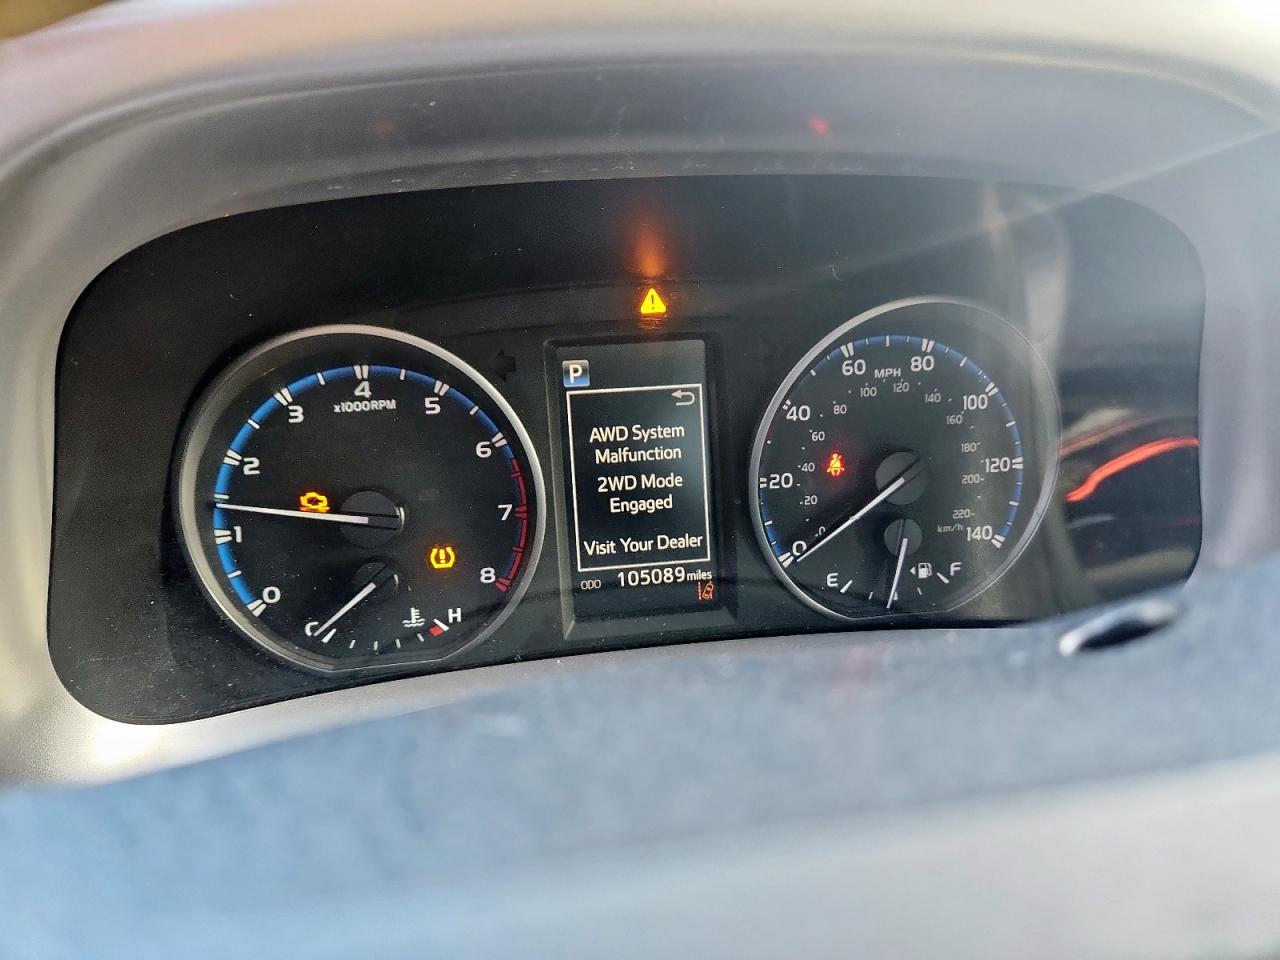 P
AWD System
Malfunction
2WD Mode
Engaged
Visit Your Dealer
ODO 105089 miles
0
1
2
3
4
5
6
7
8
x1000RPM
C
H
0
20
40
60
80
100
120
140
MPH
0
20
40
60
80
100
120
140
160
180
200
220
km/h
E
F